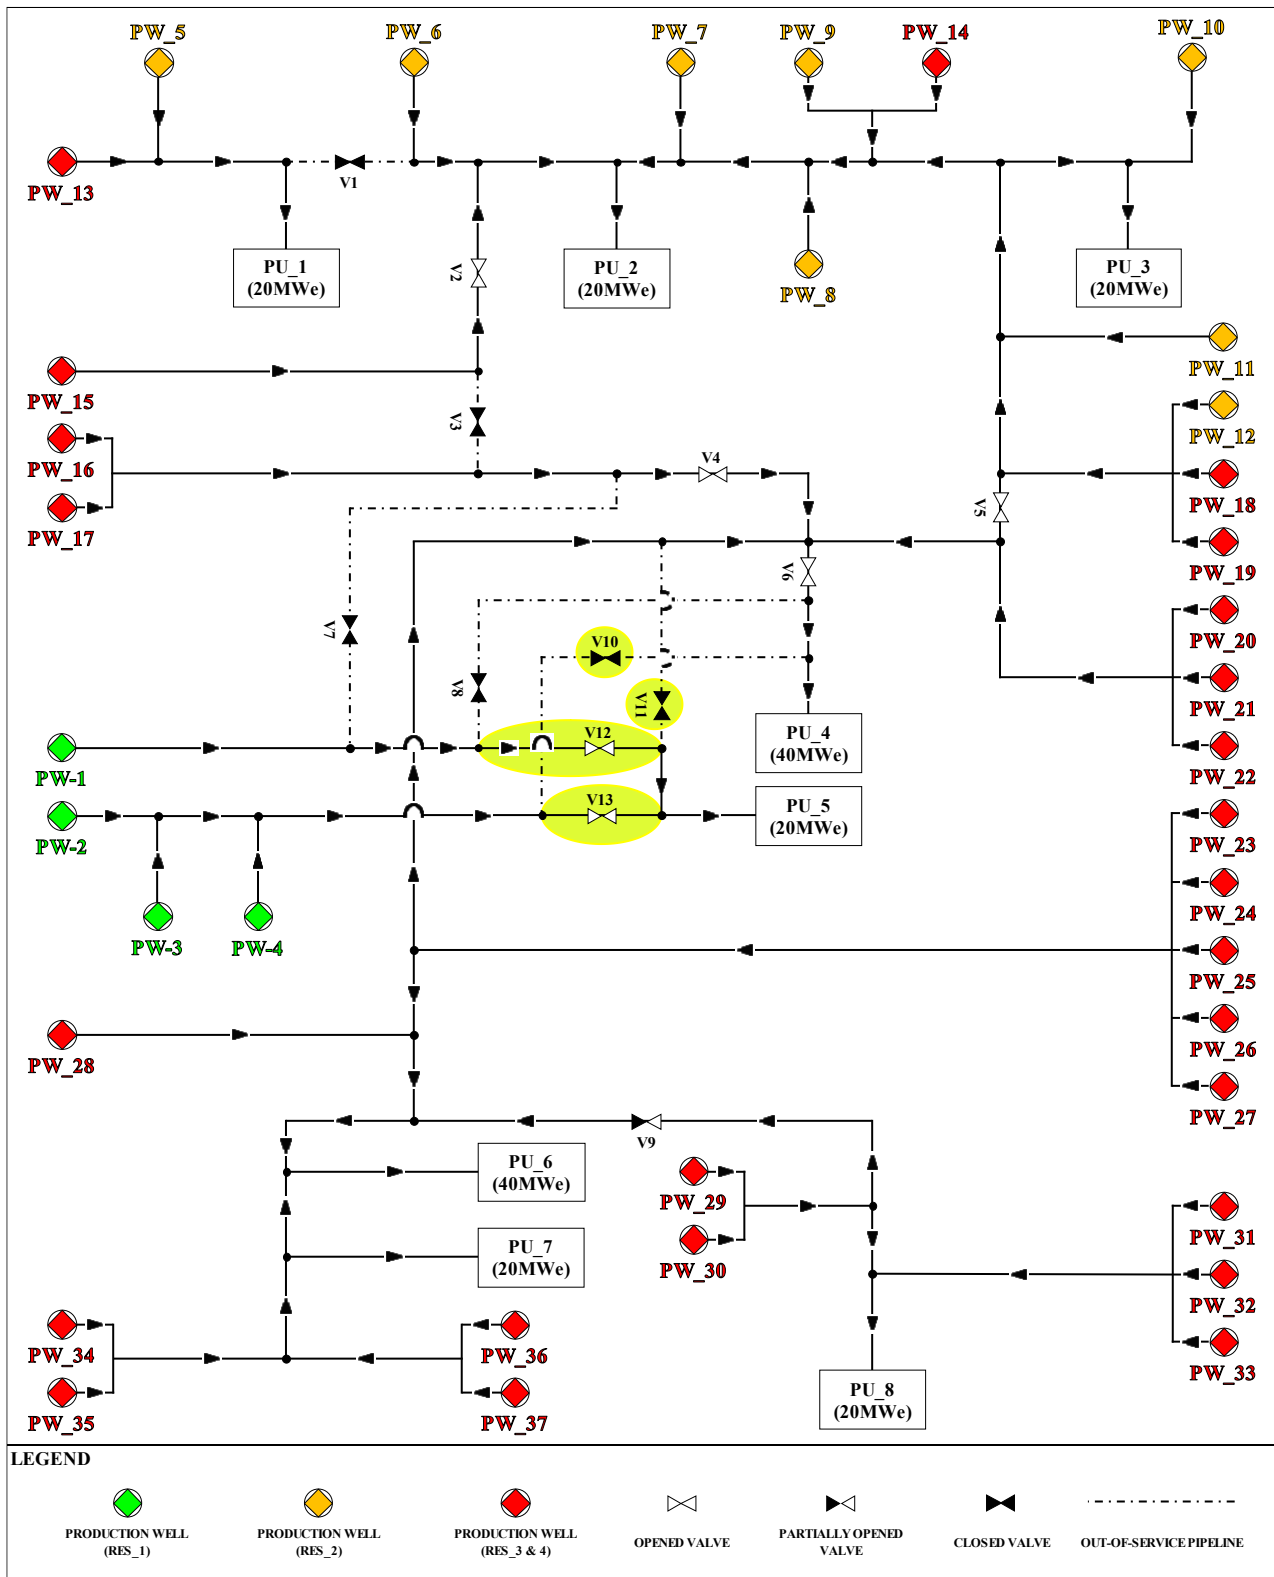 PW_5
PW_6
PW_7
PW_9
PW_14
PW_10
PW_13
V1
PU_1
(20MWe)
V2
PU_2
(20MWe)
PW_8
PU_3
(20MWe)
PW_11
PW_15
PW_12
V3
PW_16
V4
PW_18
PW_17
V5
PW_19
V6
V7
PW_20
V10
V8
V11
PW_21
V12
PU_4
(40MWe)
PW-1
PW_22
V13
PU_5
(20MWe)
PW-2
PW_23
PW_24
PW-3
PW-4
PW_25
PW_28
PW_26
PW_27
V9
PU_6
(40MWe)
PW_29
PU_7
(20MWe)
PW_30
PW_31
PW_32
PW_34
PW_36
PW_33
PW_35
PW_37
PU_8
(20MWe)
LEGEND
PRODUCTION WELL
(RES_1)
PRODUCTION WELL
(RES_2)
PRODUCTION WELL
(RES_3 & 4)
OPENED VALVE
PARTIALLY OPENED
VALVE
CLOSED VALVE
OUT-OF-SERVICE PIPELINE